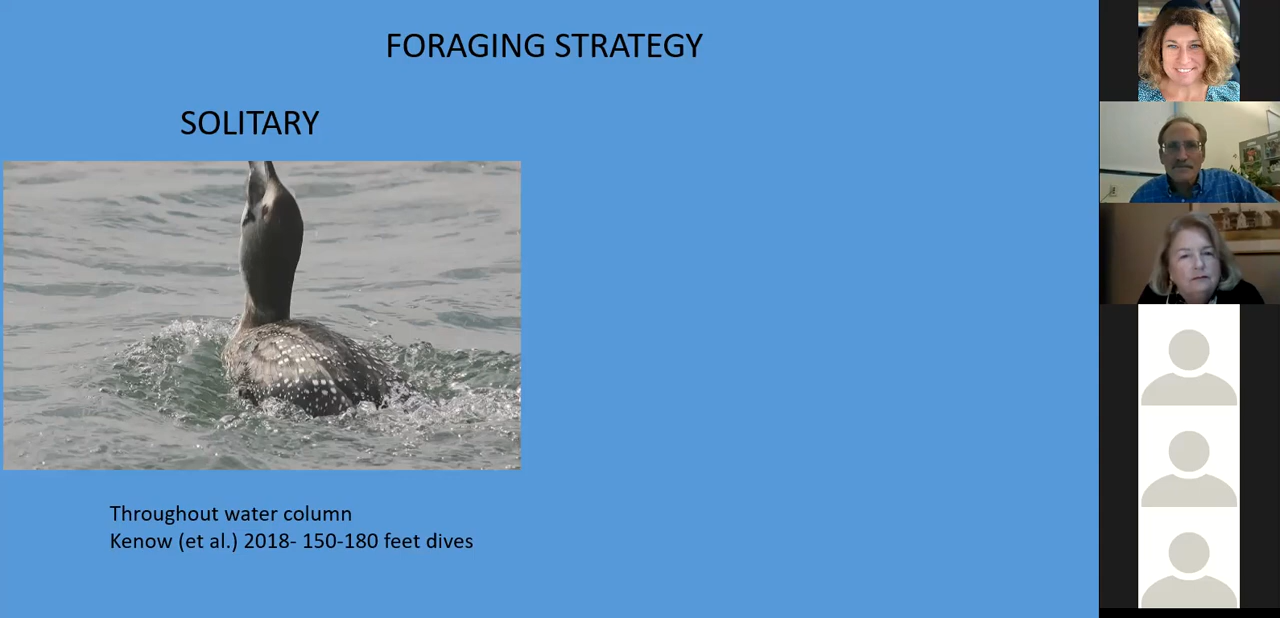 FORAGING STRATEGY
SOLITARY
Throughout water column
Kenow (et al.) 2018- 150-180 feet dives